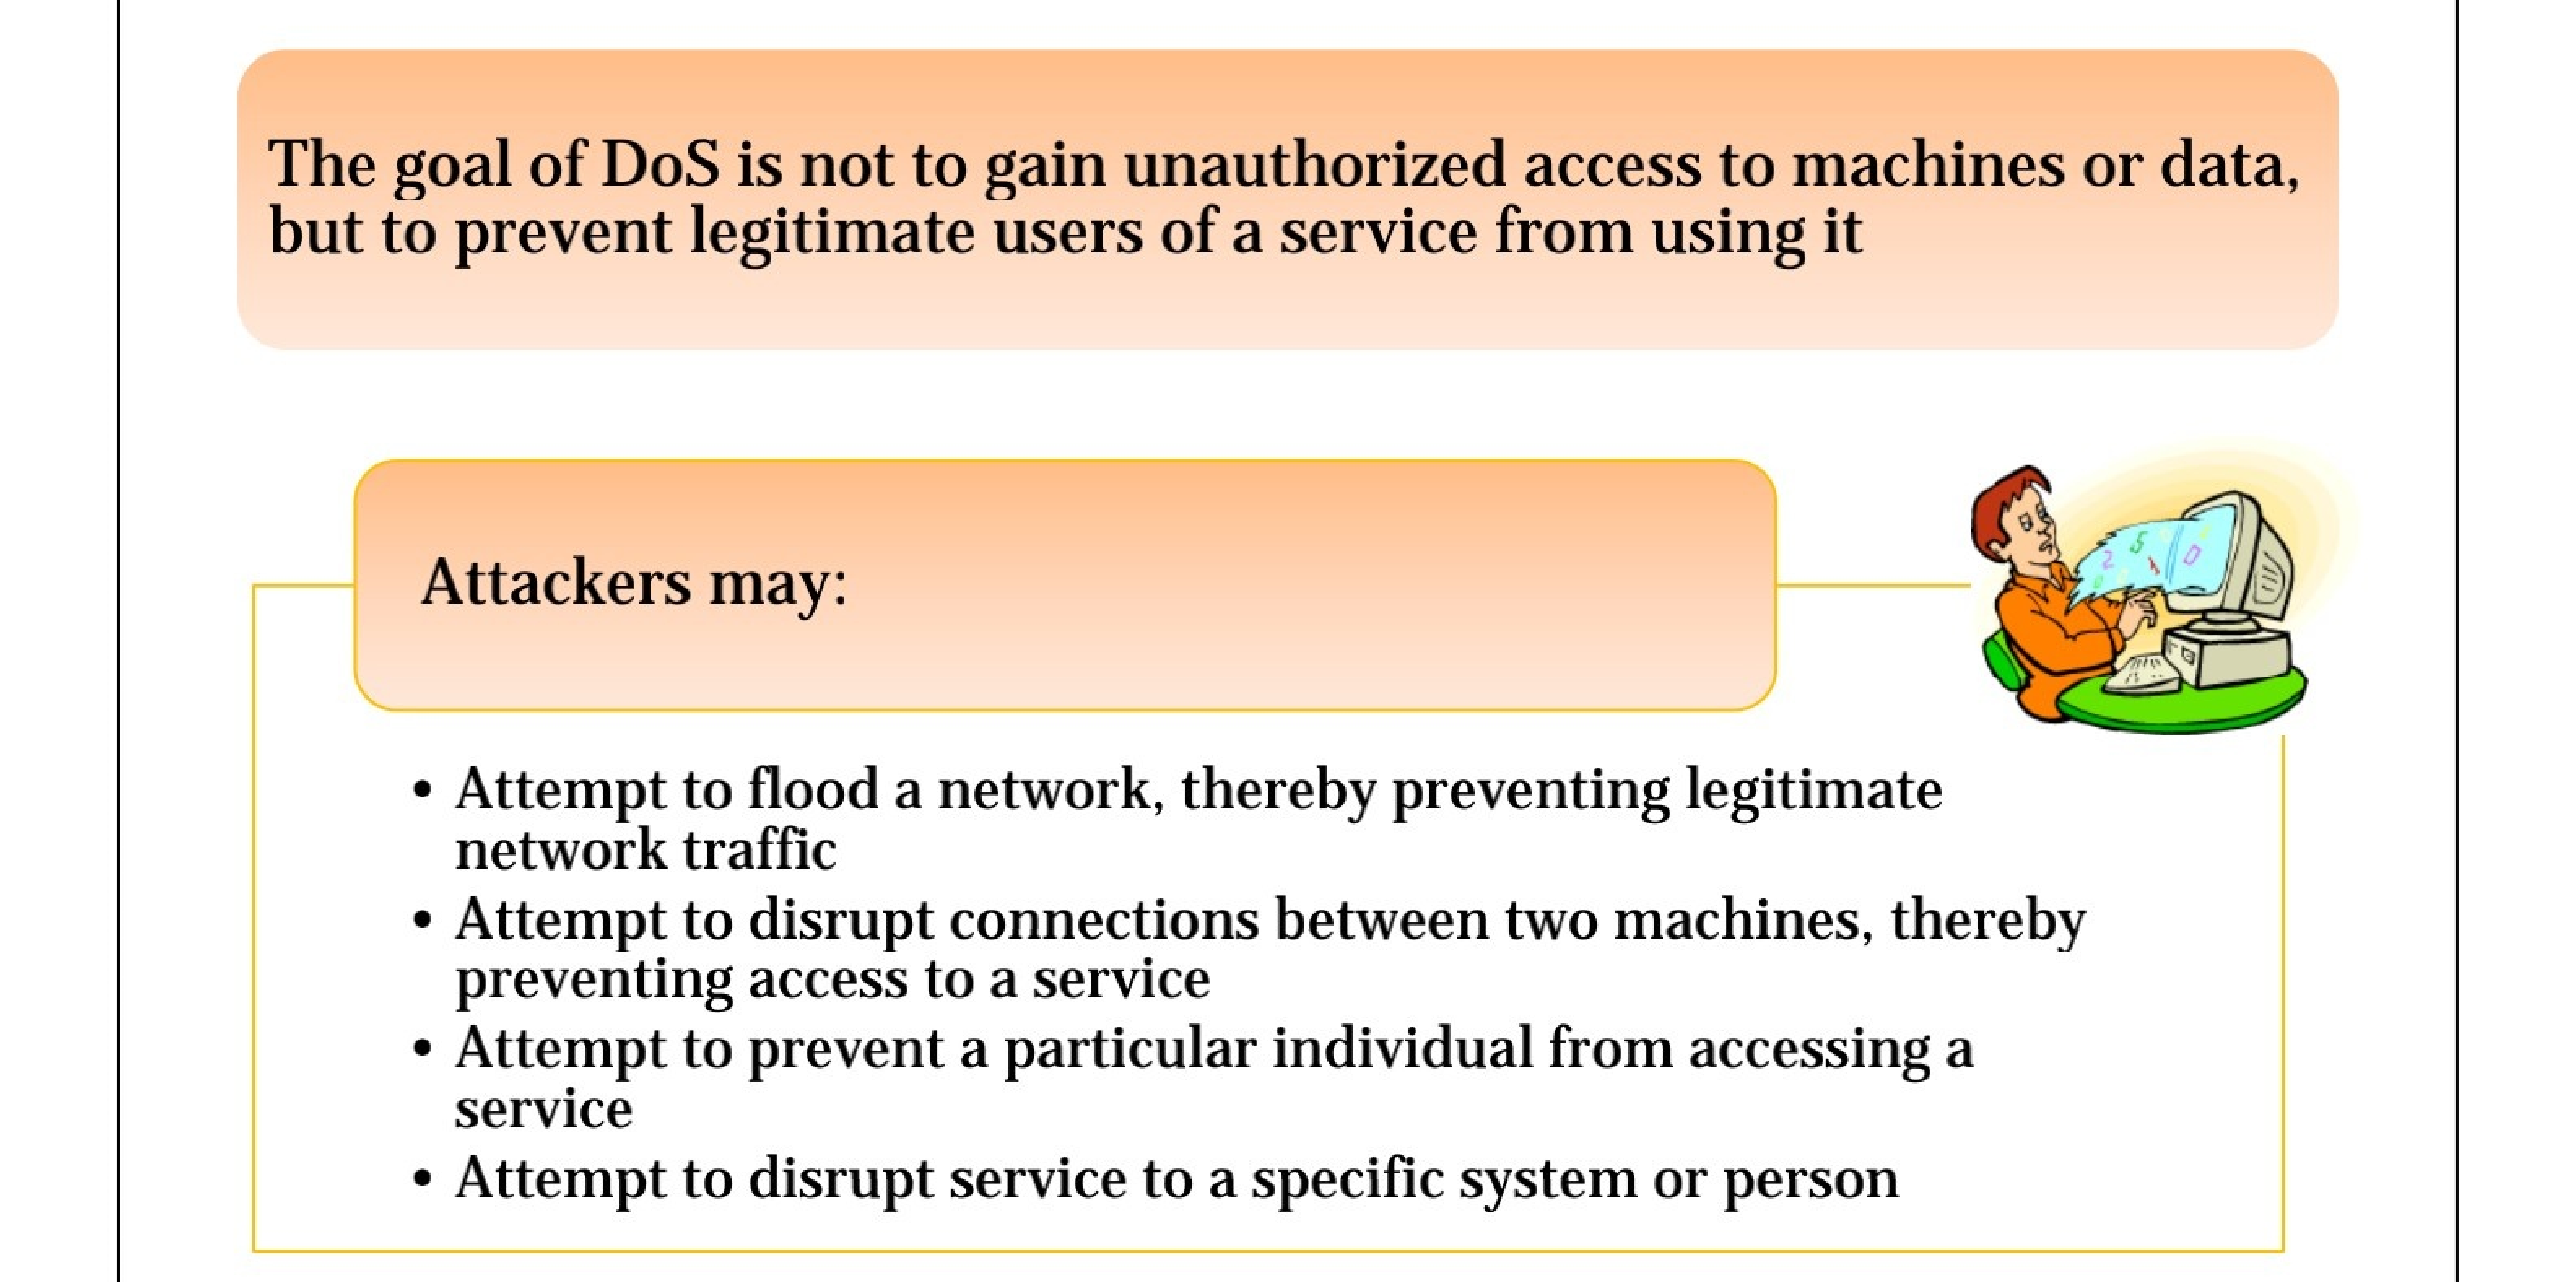 The goal of DoS is not to gain unauthorized access to machines or data,
but to prevent legitimate users of a service from using it
Attackers may:
• Attempt to flood a network, thereby preventing legitimate
network traffic
• Attempt to disrupt connections between two machines, thereby
preventing access to a service
• Attempt to prevent a particular individual from accessing a
service
• Attempt to disrupt service to a specific system or person